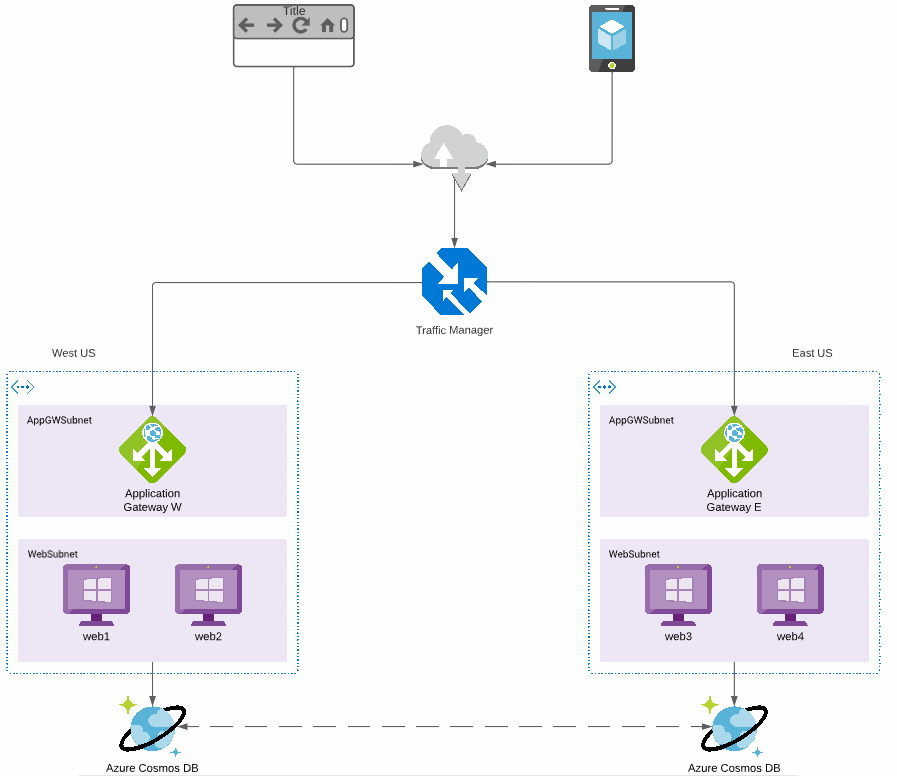 Title
Traffic Manager
West US
East US
AppGWSubnet
Application
Gateway W
WebSubnet
web1
web2
AppGWSubnet
Application
Gateway E
WebSubnet
web3
web4
Azure Cosmos DB
Azure Cosmos DB